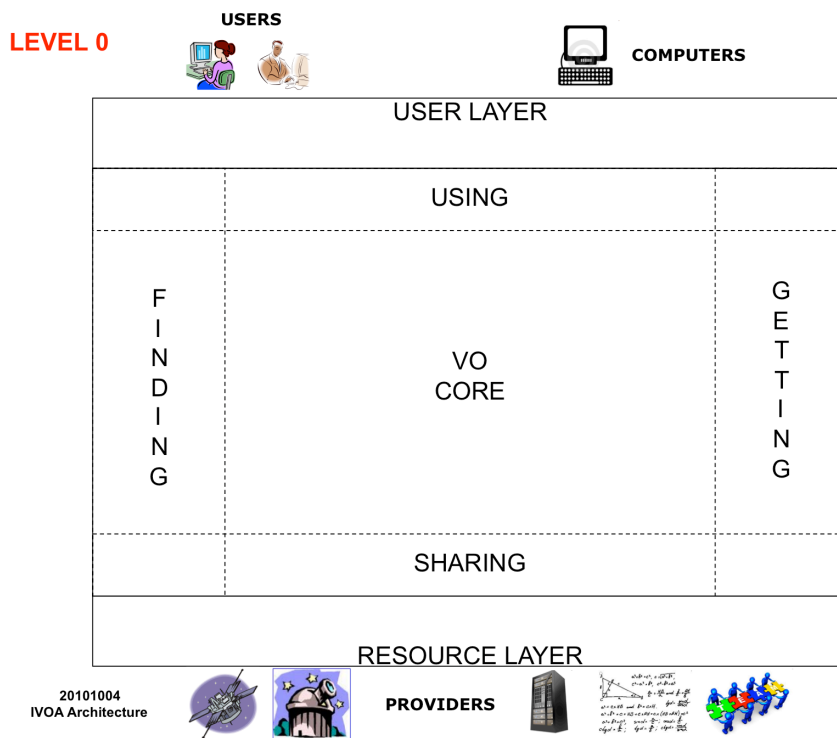 USERS
LEVEL 0
COMPUTERS
USER LAYER
USING
F
I
N
D
I
N
G
VO
CORE
G
E
T
T
I
N
G
SHARING
RESOURCE LAYER
20101004
IVOA Architecture
PROVIDERS